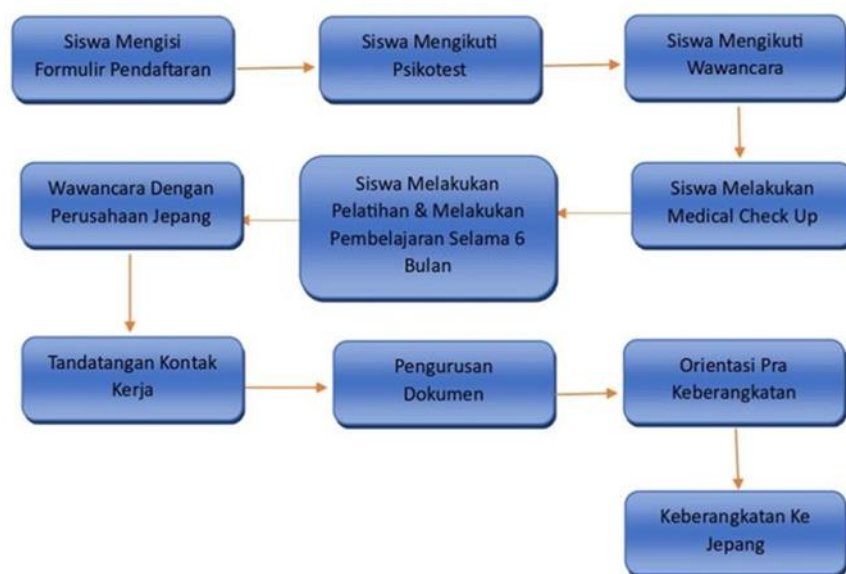 Siswa Mengisi
Formulir Pendaftaran
Siswa Mengikuti
Psikotest
Siswa Mengikuti
Wawancara
Siswa Melakukan
Medical Check Up
Siswa Melakukan
Pelatihan & Melakukan
Pembelajaran Selama 6
Bulan
Wawancara Dengan
Perusahaan Jepang
Tandatangan Kontak
Kerja
Pengurusan
Dokumen
Orientasi Pra
Keberangkatan
Keberangkatan Ke
Jepang